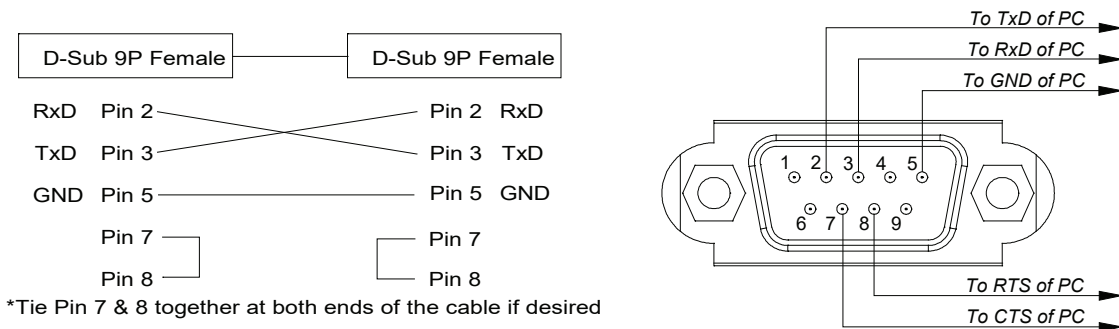 D-Sub 9P Female D-Sub 9P Female
RxD Pin 2 Pin 2 RxD
TxD Pin 3 Pin 3 TxD
GND Pin 5 Pin 5 GND
Pin 7 Pin 7
Pin 8 Pin 8
*Tie Pin 7 & 8 together at both ends of the cable if desired
To TxD of PC
To RxD of PC
To GND of PC
1 2 3 4 5
6 7 8 9
To RTS of PC
To CTS of PC